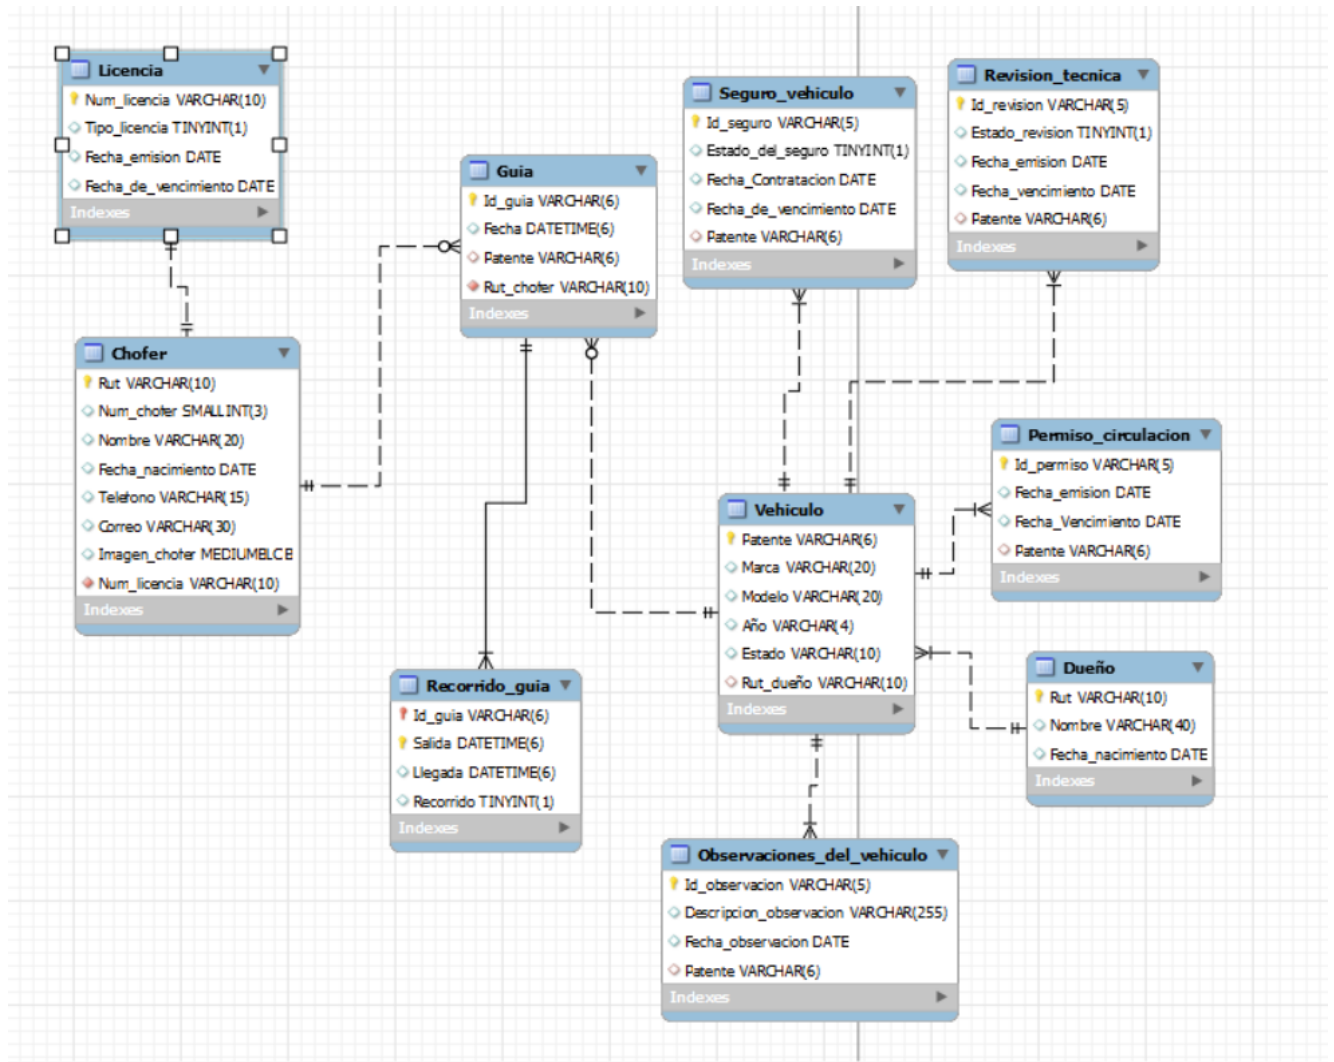 Licencia
Num_licencia VARCHAR(10)
Tipo_licencia TINYINT(1)
Fecha_emision DATE
Fecha_de_vencimiento DATE
Indexes
Chofer
Rut VARCHAR(10)
Num_chofer SMALLINT(3)
Nombre VARCHAR(20)
Fecha_nacimiento DATE
Telefono VARCHAR(15)
Correo VARCHAR(30)
Imagen_chofer MEDIUMBLOB
Num_licencia VARCHAR(10)
Indexes
Guia
Id_guia VARCHAR(6)
Fecha DATETIME(6)
Patente VARCHAR(6)
Rut_chofer VARCHAR(10)
Indexes
Recorrido_guia
Id_guia VARCHAR(6)
Salida DATETIME(6)
Llegada DATETIME(6)
Recorrido TINYINT(1)
Indexes
Seguro_vehiculo
Id_seguro VARCHAR(5)
Estado_del_seguro TINYINT(1)
Fecha_Contratacion DATE
Fecha_de_vencimiento DATE
Patente VARCHAR(6)
Indexes
Revision_tecnica
Id_revision VARCHAR(5)
Estado_revision TINYINT(1)
Fecha_emision DATE
Fecha_vencimiento DATE
Patente VARCHAR(6)
Indexes
Permiso_circulacion
Id_permiso VARCHAR(5)
Fecha_emision DATE
Fecha_Vencimiento DATE
Patente VARCHAR(6)
Indexes
Vehiculo
Patente VARCHAR(6)
Marca VARCHAR(20)
Modelo VARCHAR(20)
Año VARCHAR(4)
Estado VARCHAR(10)
Rut_dueño VARCHAR(10)
Indexes
Dueño
Rut VARCHAR(10)
Nombre VARCHAR(40)
Fecha_nacimiento DATE
Indexes
Observaciones_del_vehiculo
Id_observacion VARCHAR(5)
Descripcion_observacion VARCHAR(255)
Fecha_observacion DATE
Patente VARCHAR(6)
Indexes